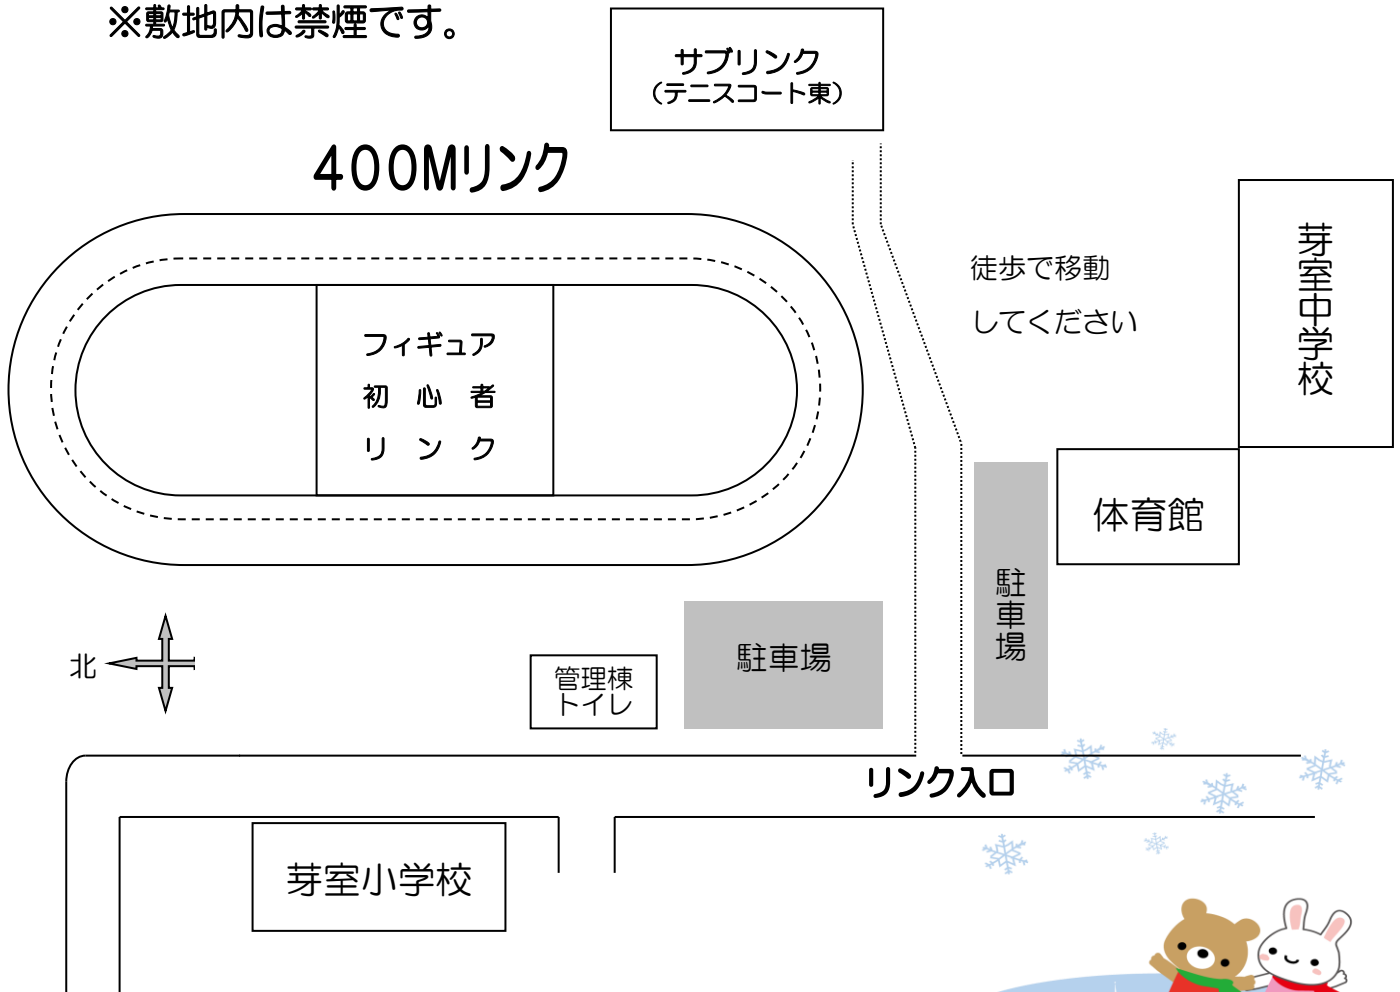 ※敷地内は禁煙です。
サブリンク
(テニスコート東)
400Mリンク
フィギュア
初 心 者
リ ン ク
徒歩で移動
してください
芽室中学校
体育館
駐車場
駐車場
管理棟
トイレ
北
リンク入口
芽室小学校